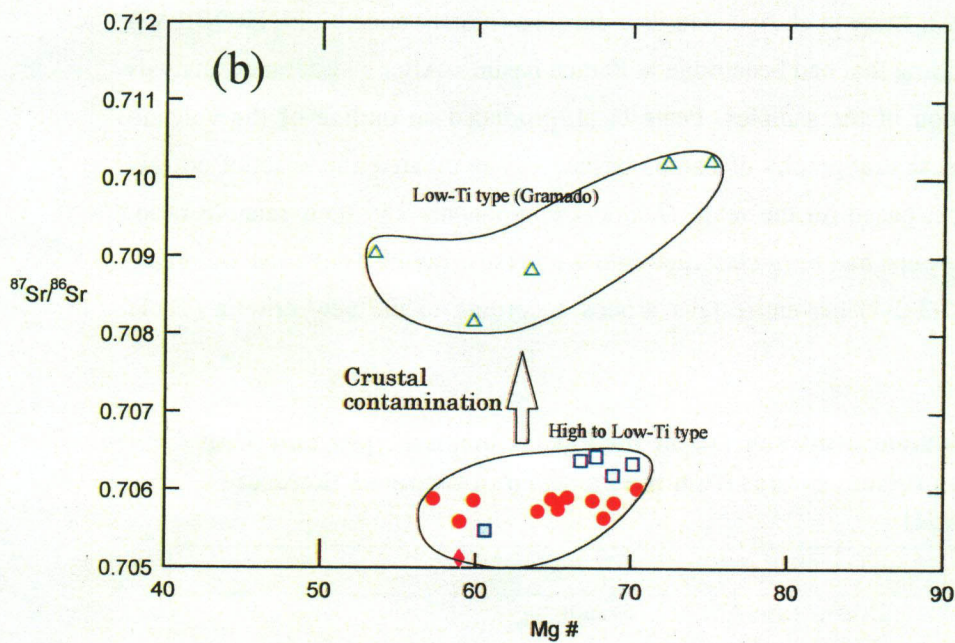 0.712
(b)
0.711
0.710
Low-Ti type (Gramado)
0.709
⁸⁷Sr/⁸⁶Sr
0.708
Crustal
contamination
0.707
High to Low-Ti type
0.706
0.705
40 50 60 70 80 90
Mg #